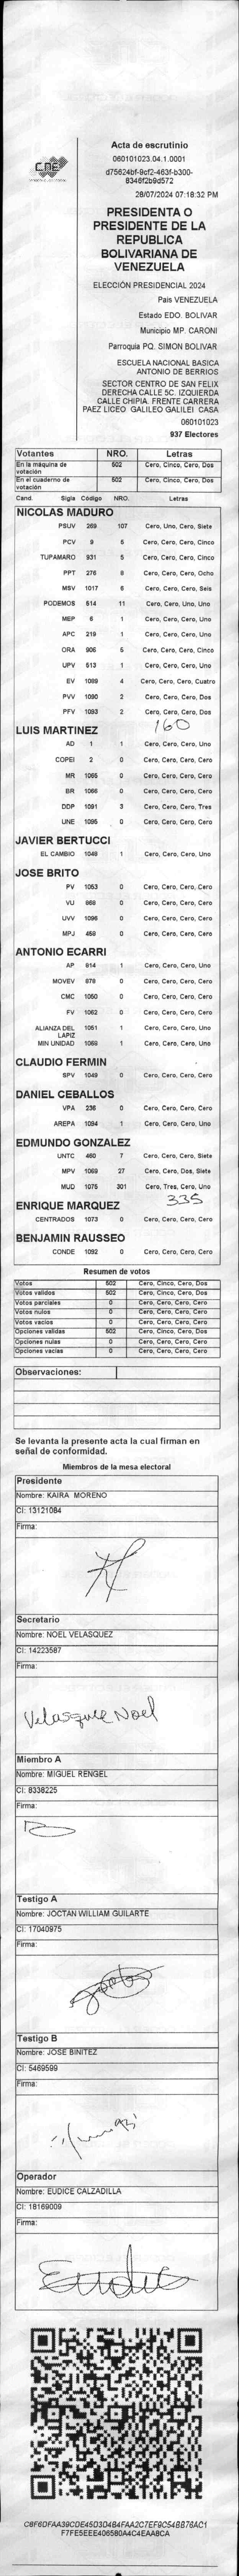 CNE
Acta de escrutinio
060101023.04.1.0001
d75624bf-9cf2-463f-b300-
8346f2b9d572
28/07/2024 07:18:32 PM
PRESIDENTA O
PRESIDENTE DE LA
REPUBLICA
BOLIVARIANA DE
VENEZUELA
ELECCIÓN PRESIDENCIAL 2024
Pais VENEZUELA
Estado EDO. BOLIVAR
Municipio MP. CARONI
Parroquia PQ. SIMON BOLIVAR
ESCUELA NACIONAL BASICA
ANTONIO DE BERRIOS
SECTOR CENTRO DE SAN FELIX
DERECHA CALLE 5C. IZQUIERDA
CALLE CHIPIA. FRENTE CARRERA
PAEZ LICEO GALILEO GALILEI CASA
060101023
937 Electores
Votantes NRO. Letras
En la máquina de votación 502 Cero, Cinco, Cero, Dos
En el cuaderno de votación 502 Cero, Cinco, Cero, Dos
Cand. Sigla Código NRO. Letras
NICOLAS MADURO
PSUV 269 107 Cero, Uno, Cero, Siete
PCV 9 5 Cero, Cero, Cero, Cinco
TUPAMARO 931 5 Cero, Cero, Cero, Cinco
PPT 276 8 Cero, Cero, Cero, Ocho
MSV 1017 6 Cero, Cero, Cero, Seis
PODEMOS 514 11 Cero, Cero, Uno, Uno
MEP 6 1 Cero, Cero, Cero, Uno
APC 219 1 Cero, Cero, Cero, Uno
ORA 906 5 Cero, Cero, Cero, Cinco
UPV 513 1 Cero, Cero, Cero, Uno
EV 1089 4 Cero, Cero, Cero, Cuatro
PVV 1090 2 Cero, Cero, Cero, Dos
PFV 1093 2 Cero, Cero, Cero, Dos
160
LUIS MARTINEZ
AD 1 1 Cero, Cero, Cero, Uno
COPEI 2 0 Cero, Cero, Cero, Cero
MR 1065 0 Cero, Cero, Cero, Cero
BR 1066 0 Cero, Cero, Cero, Cero
DDP 1091 3 Cero, Cero, Cero, Tres
UNE 1095 0 Cero, Cero, Cero, Cero
JAVIER BERTUCCI
EL CAMBIO 1048 1 Cero, Cero, Cero, Uno
JOSE BRITO
PV 1053 0 Cero, Cero, Cero, Cero
VU 868 0 Cero, Cero, Cero, Cero
UVV 1096 0 Cero, Cero, Cero, Cero
MPJ 459 0 Cero, Cero, Cero, Cero
ANTONIO ECARRI
AP 814 1 Cero, Cero, Cero, Uno
MOVEV 878 0 Cero, Cero, Cero, Cero
CMC 1050 0 Cero, Cero, Cero, Cero
FV 1062 0 Cero, Cero, Cero, Cero
ALIANZA DEL LAPIZ 1051 1 Cero, Cero, Cero, Uno
MIN UNIDAD 1058 1 Cero, Cero, Cero, Uno
CLAUDIO FERMIN
SPV 1049 0 Cero, Cero, Cero, Cero
DANIEL CEBALLOS
VPA 236 0 Cero, Cero, Cero, Cero
AREPA 1094 1 Cero, Cero, Cero, Uno
EDMUNDO GONZALEZ
UNTC 460 7 Cero, Cero, Cero, Siete
MPV 1069 27 Cero, Cero, Dos, Siete
MUD 1075 301 Cero, Tres, Cero, Uno
335
ENRIQUE MARQUEZ
CENTRADOS 1073 0 Cero, Cero, Cero, Cero
BENJAMIN RAUSSEO
CONDE 1092 0 Cero, Cero, Cero, Cero
Resumen de votos
Votos 502 Cero, Cinco, Cero, Dos
Votos validos 502 Cero, Cinco, Cero, Dos
Votos parciales 0 Cero, Cero, Cero, Cero
Votos nulos 0 Cero, Cero, Cero, Cero
Votos vacios 0 Cero, Cero, Cero, Cero
Opciones validas 502 Cero, Cinco, Cero, Dos
Opciones nulas 0 Cero, Cero, Cero, Cero
Opciones vacias 0 Cero, Cero, Cero, Cero
Observaciones:
Se levanta la presente acta la cual firman en
señal de conformidad.
Miembros de la mesa electoral
Presidente
Nombre: KAIRA MORENO
CI: 13121084
Firma:
Secretario
Nombre: NOEL VELASQUEZ
CI: 14223587
Firma:
Velasquez Noel
Miembro A
Nombre: MIGUEL RENGEL
CI: 8338225
Firma:
Testigo A
Nombre: JOCTAN WILLIAM GUILARTE
CI: 17040975
Firma:
Testigo B
Nombre: JOSE BINITEZ
CI: 5469599
Firma:
Operador
Nombre: EUDICE CALZADILLA
CI: 18169009
Firma:
C8F6DFAA39CDE45D3D4B4FAA2C7EF9C54BB76AC1
F7FE5EEE406580A4C4EAA8CA